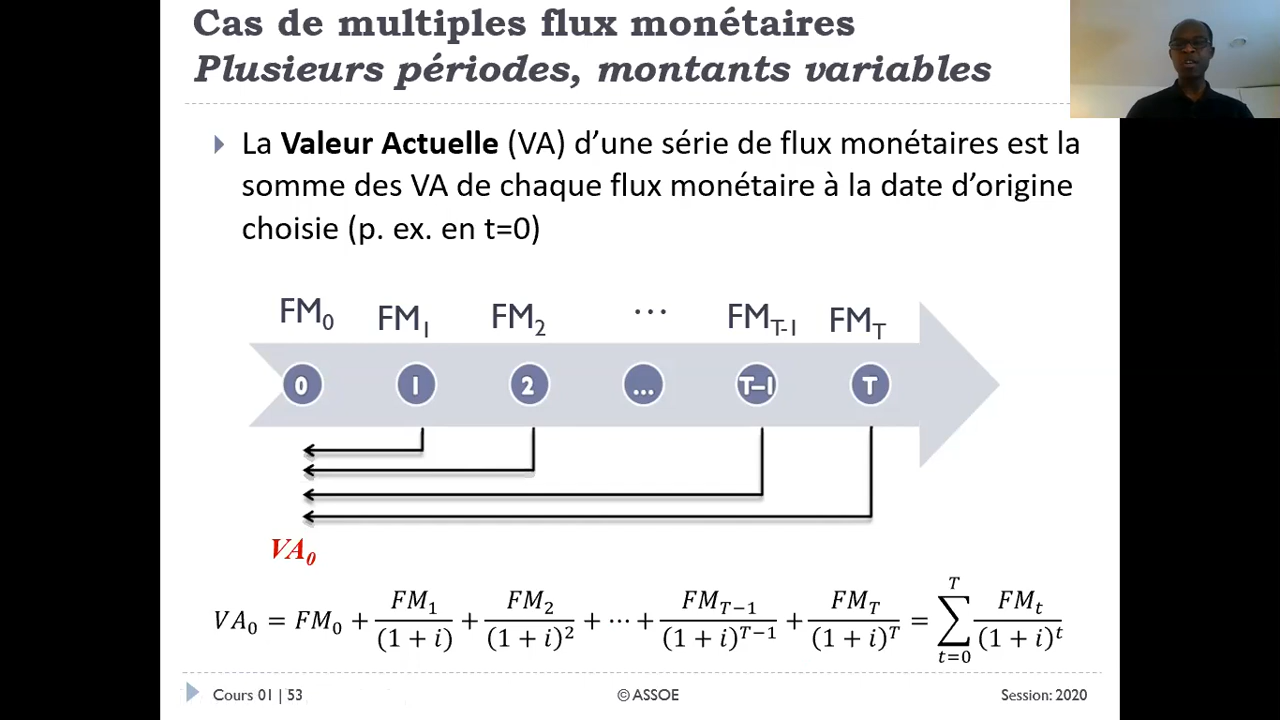 Cas de multiples flux monétaires
Plusieurs périodes, montants variables
La Valeur Actuelle (VA) d’une série de flux monétaires est la
somme des VA de chaque flux monétaire à la date d’origine
choisie (p. ex. en t=0)
FM₀ FM₁ FM₂ … FM_T-1 FM_T
0 1 2 ... T-1 T
VA₀
VA₀ = FM₀ + FM₁/(1 + i) + FM₂/(1 + i)² + ⋯ + FM_{T−1}/(1 + i)^{T−1} + FM_T/(1 + i)^T = ∑_{t=0}^{T} FM_t/(1 + i)^t
Cours 01 | 53 © ASSOE Session: 2020